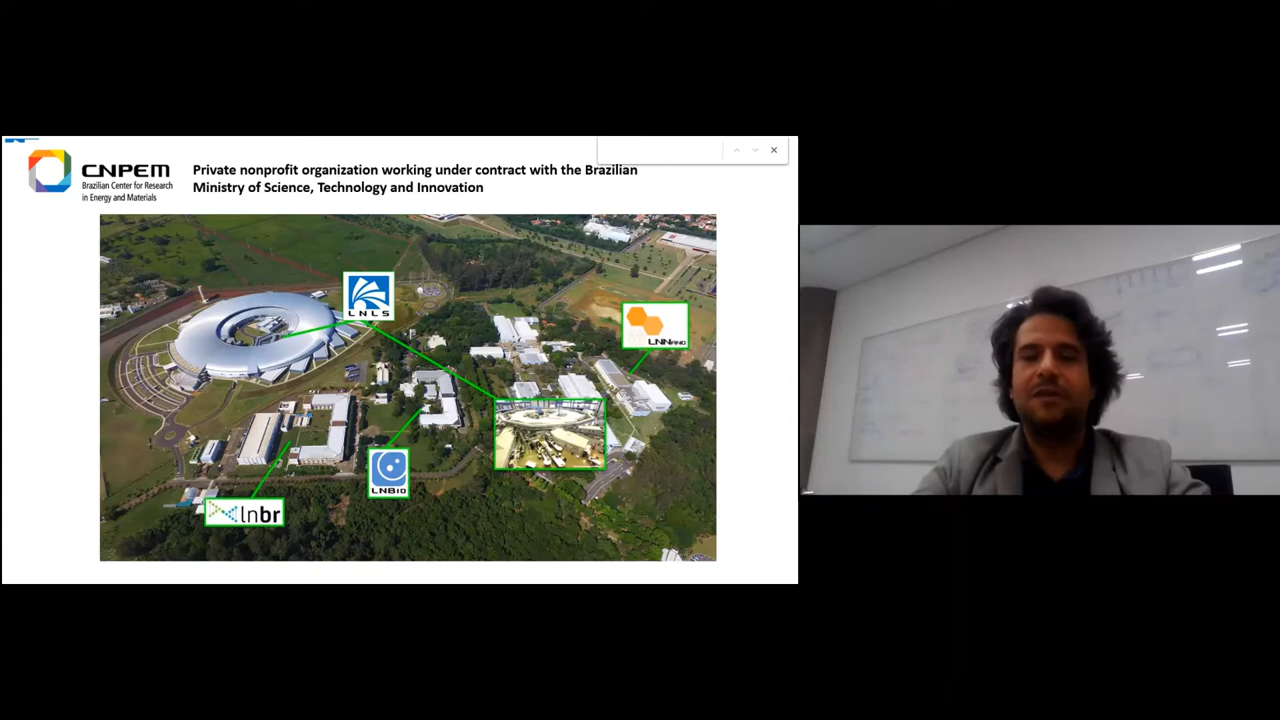 CNPEM
Brazilian Center for Research
in Energy and Materials
Private nonprofit organization working under contract with the Brazilian
Ministry of Science, Technology and Innovation
LNLS
LNNano
LNBio
lnbr